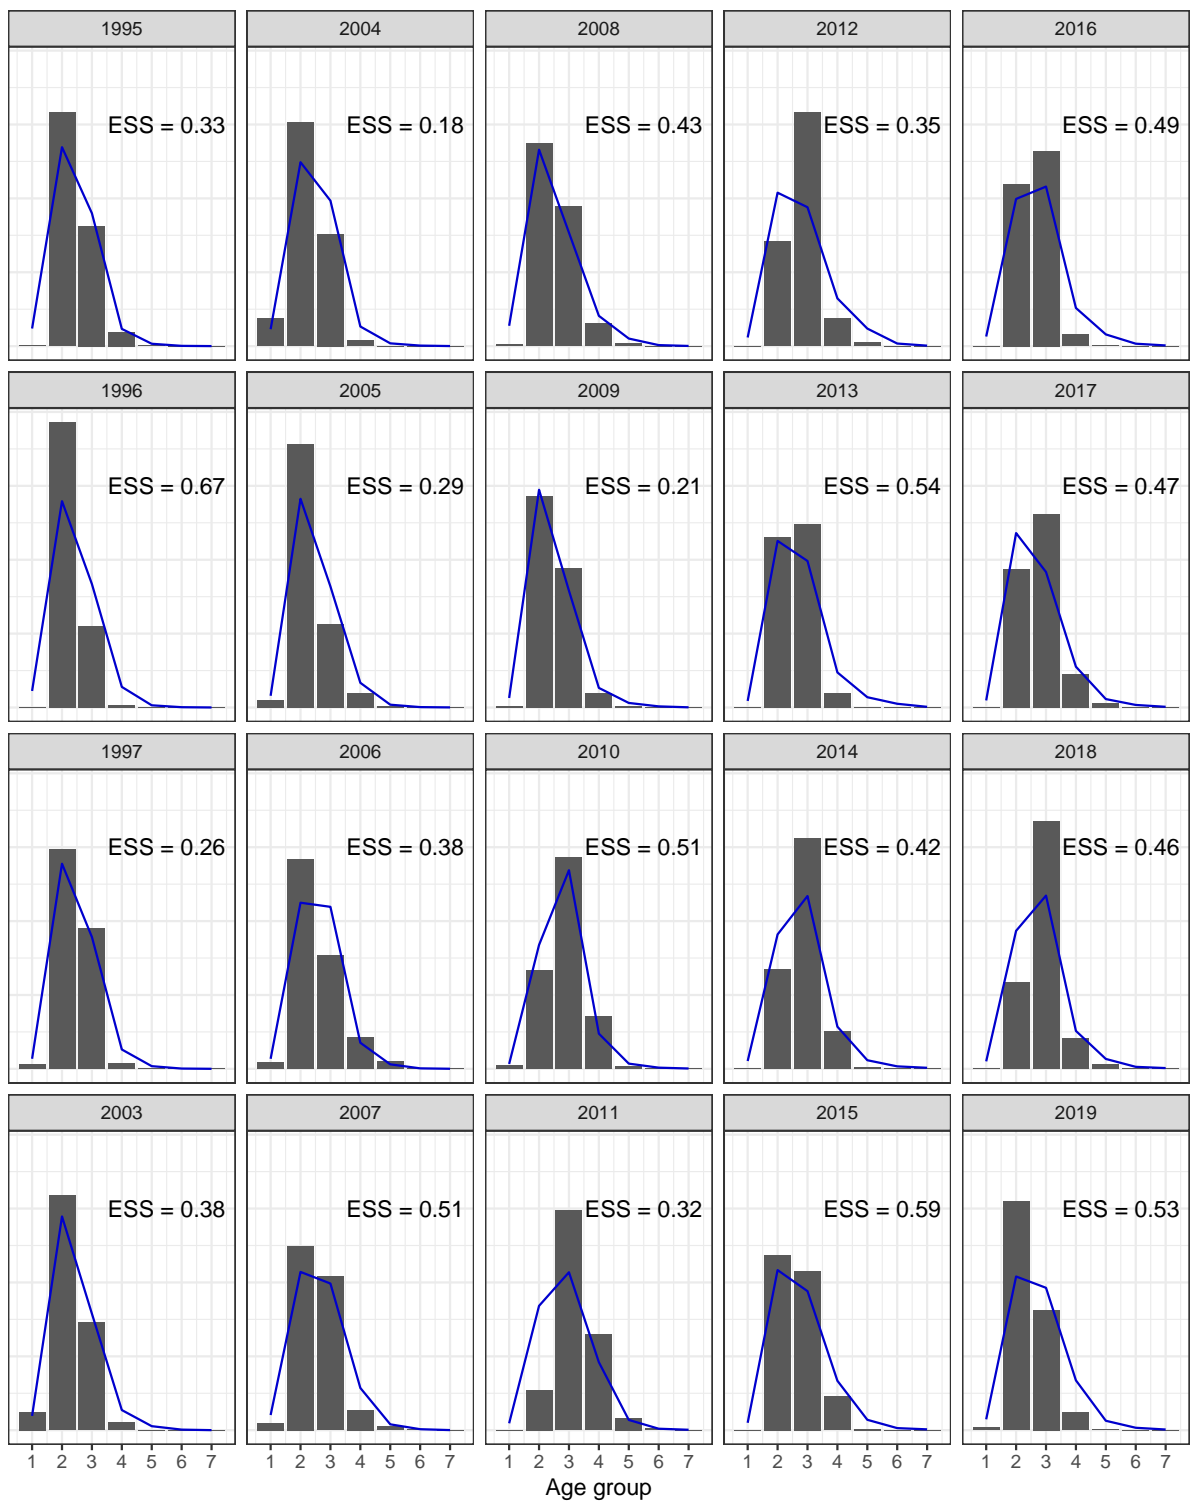 1995 2004 2008 2012 2016
ESS = 0.33 ESS = 0.18 ESS = 0.43 ESS = 0.35 ESS = 0.49
1996 2005 2009 2013 2017
ESS = 0.67 ESS = 0.29 ESS = 0.21 ESS = 0.54 ESS = 0.47
1997 2006 2010 2014 2018
ESS = 0.26 ESS = 0.38 ESS = 0.51 ESS = 0.42 ESS = 0.46
2003 2007 2011 2015 2019
ESS = 0.38 ESS = 0.51 ESS = 0.32 ESS = 0.59 ESS = 0.53
1 2 3 4 5 6 7 1 2 3 4 5 6 7 1 2 3 4 5 6 7 1 2 3 4 5 6 7 1 2 3 4 5 6 7
Age group